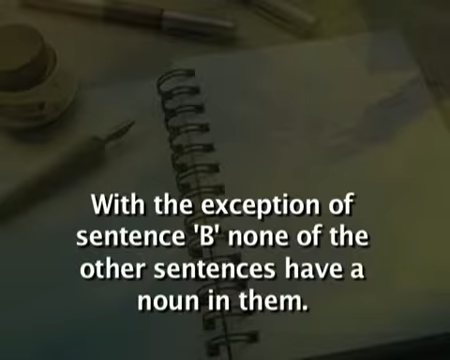 With the exception of
sentence 'B' none of the
other sentences have a
noun in them.